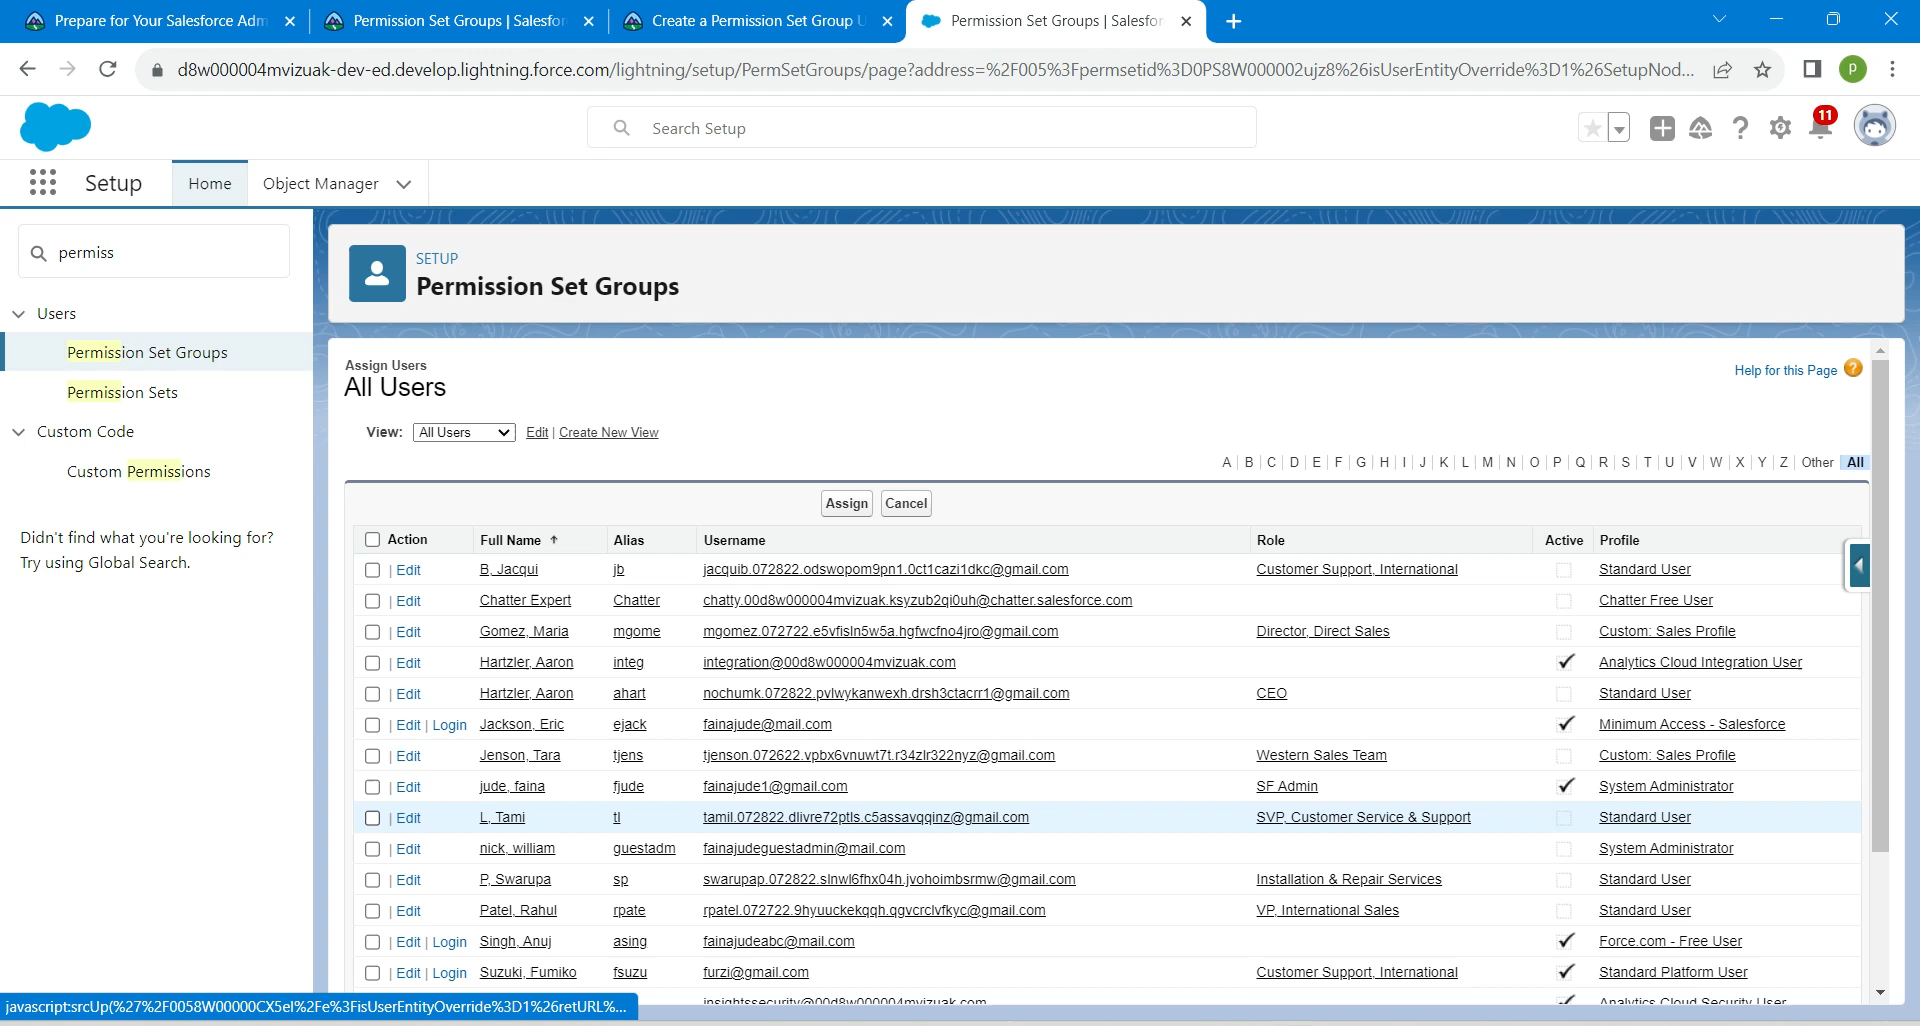 Prepare for Your Salesforce Adm
Permission Set Groups | Salesfor
Create a Permission Set Group U
Permission Set Groups | Salesfor
d8w000004mvizuak-dev-ed.develop.lightning.force.com/lightning/setup/PermSetGroups/page?address=%2F005%3Fpermsetid%3D0PS8W000002ujz8%26isUserEntityOverride%3D1%26SetupNod...
P
Search Setup
11
Setup
Home
Object Manager
permiss
Users
Permission Set Groups
Permission Sets
Custom Code
Custom Permissions
Didn't find what you're looking for?
Try using Global Search.
SETUP
Permission Set Groups
Assign Users
All Users
Help for this Page ?
View: All Users Edit | Create New View
A | B | C | D | E | F | G | H | I | J | K | L | M | N | O | P | Q | R | S | T | U | V | W | X | Y | Z | Other | All
Assign Cancel
Action Full Name Alias Username Role Active Profile
| Edit B, Jacqui jb jacquib.072822.odswopom9pn1.0ct1cazi1dkc@gmail.com Customer Support, International Standard User
| Edit Chatter Expert Chatter chatty.00d8w000004mvizuak.ksyzub2qi0uh@chatter.salesforce.com Chatter Free User
| Edit Gomez, Maria mgome mgomez.072722.e5vfisln5w5a.hgfwcfno4jro@gmail.com Director, Direct Sales Custom: Sales Profile
| Edit Hartzler, Aaron integ integration@00d8w000004mvizuak.com Analytics Cloud Integration User
| Edit Hartzler, Aaron ahart nochumk.072822.pvlwykanwexh.drsh3ctacrr1@gmail.com CEO Standard User
| Edit | Login Jackson, Eric ejack fainajude@mail.com Minimum Access - Salesforce
| Edit Jenson, Tara tjens tjenson.072622.vpbx6vnuwt7t.r34zlr322nyz@gmail.com Western Sales Team Custom: Sales Profile
| Edit jude, faina fjude fainajude1@gmail.com SF Admin System Administrator
| Edit L, Tami tl tamil.072822.dlivre72ptls.c5assavqqinz@gmail.com SVP, Customer Service & Support Standard User
| Edit nick, william guestadm fainajudeguestadmin@mail.com System Administrator
| Edit P, Swarupa sp swarupap.072822.slnwl6fhx04h.jvohoimbsrmw@gmail.com Installation & Repair Services Standard User
| Edit Patel, Rahul rpate rpatel.072722.9hyuuckekqqh.qgvcrclvfkyc@gmail.com VP, International Sales Standard User
| Edit | Login Singh, Anuj asing fainajudeabc@mail.com Force.com - Free User
| Edit | Login Suzuki, Fumiko fsuzu furzi@gmail.com Customer Support, International Standard Platform User
insightssecurity@00d8w000004mvizuak.com Analytics Cloud Security User
javascript:srcUp(%27%2F0058W00000CX5eI%2Fe%3FisUserEntityOverride%3D1%26retURL%...